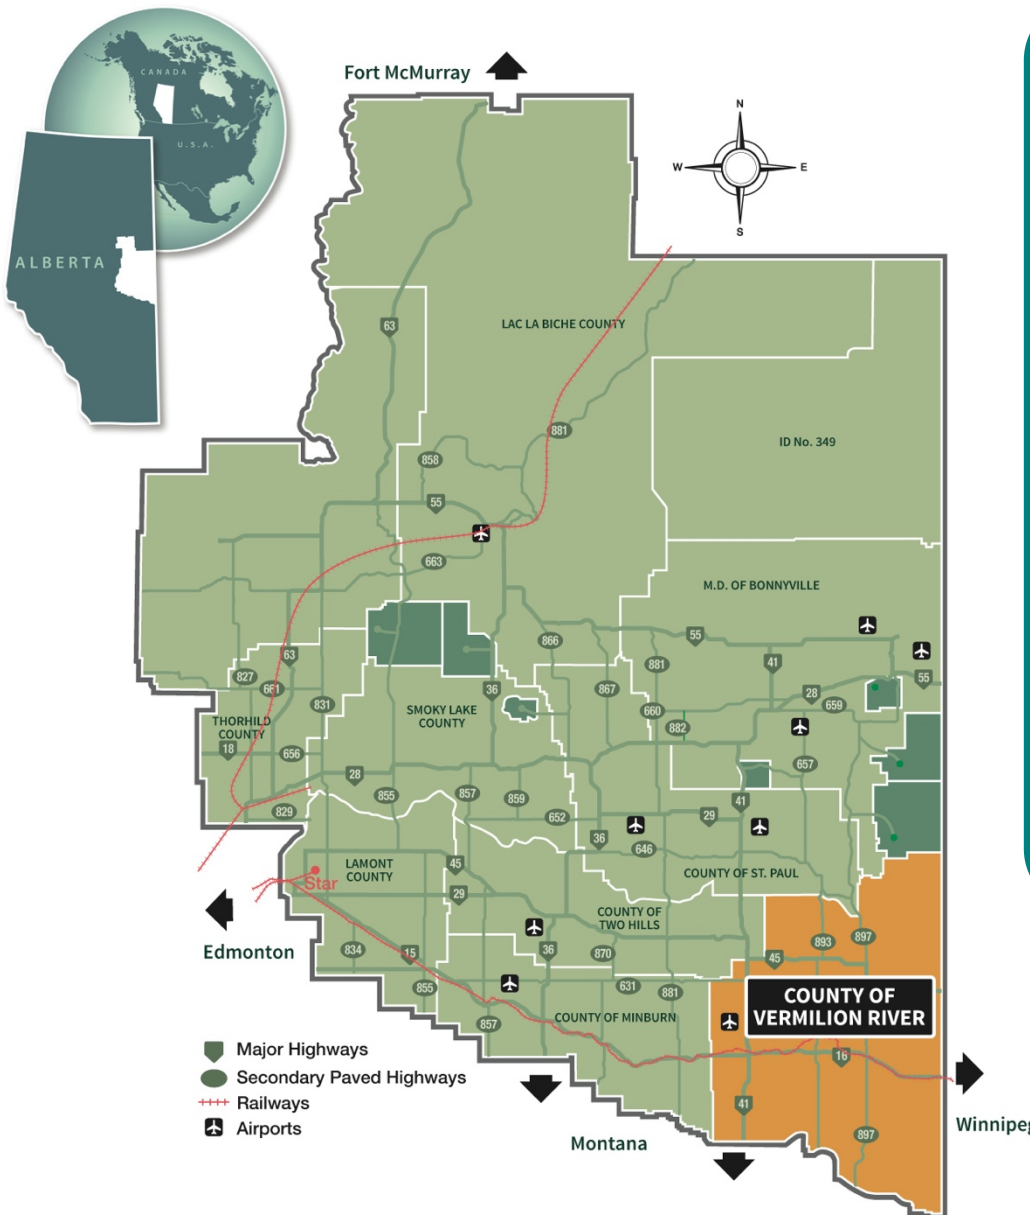 Fort McMurray
CANADA
U.S.A.
ALBERTA
N
W
E
S
63
LAC LA BICHE COUNTY
881
858
ID No. 349
55
663
M.D. OF BONNYVILLE
866
55
881
41
63
827
661
36
867
28
55
831
659
660
SMOKY LAKE
COUNTY
THORHILD
COUNTY
882
18
656
657
28
855
857
859
41
829
652
29
36
646
LAMONT
COUNTY
45
COUNTY OF ST. PAUL
Star
29
COUNTY OF
TWO HILLS
Edmonton
834
15
36
870
893
897
45
855
631
881
COUNTY OF
VERMILION RIVER
857
COUNTY OF MINBURN
Major Highways
16
Secondary Paved Highways
Railways
41
Airports
Montana
897
Winnipeg